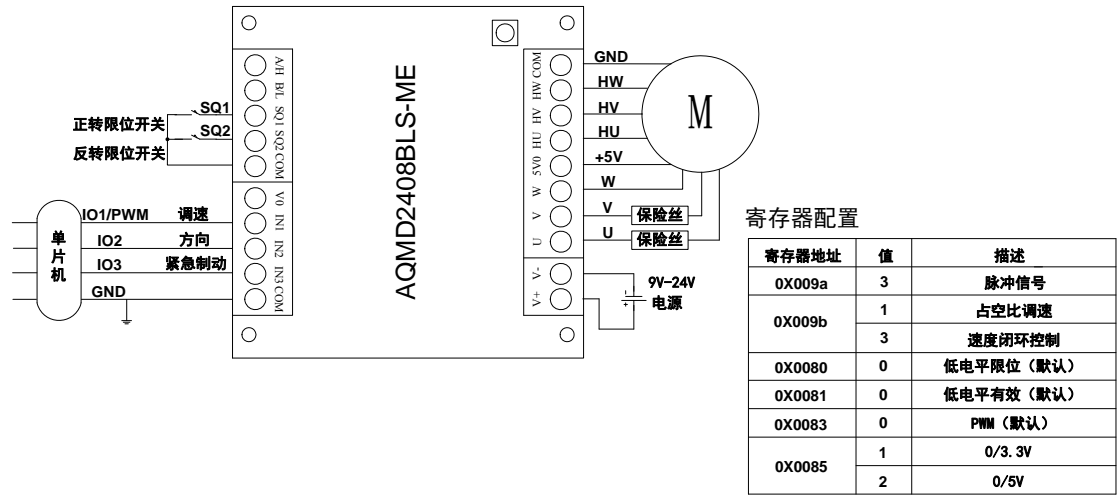 AQMD2408BLS-ME
A/H
B/L
SQ1
SQ2
COM
V0
IN1
IN2
IN3
COM
COM
HW
HV
HU
5V0
W
V
U
V-
V+
SQ1
正转限位开关
SQ2
反转限位开关
单片机
IO1/PWM 调速
IO2 方向
IO3 紧急制动
GND
GND
HW
HV
HU
+5V
W
V 保险丝
U 保险丝
M
9V-24V
电源
- +
寄存器配置
寄存器地址 值 描述
0X009a 3 脉冲信号
0X009b 1 占空比调速
3 速度闭环控制
0X0080 0 低电平限位（默认）
0X0081 0 低电平有效（默认）
0X0083 0 PWM（默认）
0X0085 1 0/3.3V
2 0/5V